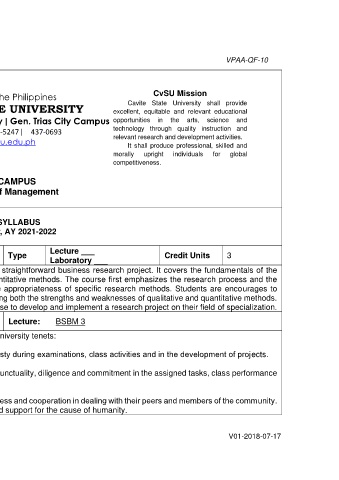 VPAA-QF-10
he Philippines
E UNIVERSITY
y | Gen. Trias City Campus
-5247 | 437-0693
u.edu.ph
CvSU Mission
Cavite State University shall provide
excellent, equitable and relevant educational
opportunities in the arts, science and
technology through quality instruction and
relevant research and development activities.
It shall produce professional, skilled and
morally upright individuals for global
competitiveness.
CAMPUS
f Management
SYLLABUS
, AY 2021-2022
Type Lecture ___ Credit Units 3
Laboratory ___
straightforward business research project. It covers the fundamentals of the
ntitative methods. The course first emphasizes the research process and the
appropriateness of specific research methods. Students are encourages to
ng both the strengths and weaknesses of qualitative and quantitative methods.
se to develop and implement a research project on their field of specialization.
Lecture: BSBM 3
niversity tenets:
sty during examinations, class activities and in the development of projects.
unctuality, diligence and commitment in the assigned tasks, class performance
ess and cooperation in dealing with their peers and members of the community.
d support for the cause of humanity.
V01-2018-07-17